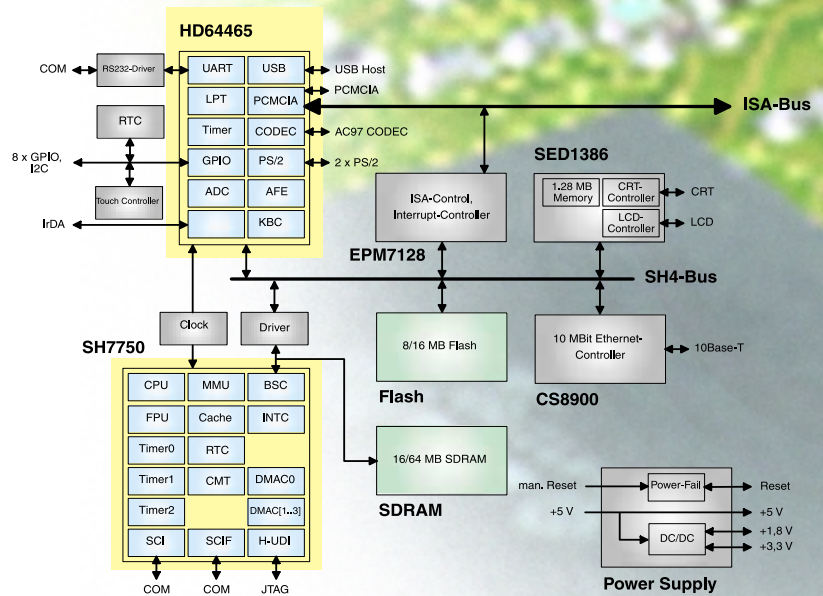 HD64465
COM
RS232-Driver
UART
USB
USB Host
LPT
PCMCIA
PCMCIA
ISA-Bus
RTC
Timer
CODEC
AC97 CODEC
8 x GPIO,
I2C
GPIO
PS/2
2 x PS/2
Touch Controller
ADC
AFE
IrDA
KBC
ISA-Control,
Interrupt-Controller
EPM7128
SED1386
1.28 MB
Memory
CRT-
Controller
CRT
LCD-
Controller
LCD
SH4-Bus
Clock
Driver
8/16 MB Flash
Flash
10 MBit Ethernet-
Controller
10Base-T
CS8900
SH7750
CPU
MMU
BSC
FPU
Cache
INTC
Timer0
RTC
Timer1
CMT
DMAC0
Timer2
DMAC[1..3]
SCI
SCIF
H-UDI
COM
COM
JTAG
16/64 MB SDRAM
SDRAM
man. Reset
Power-Fail
Reset
+5 V
+5 V
DC/DC
+1,8 V
+3,3 V
Power Supply